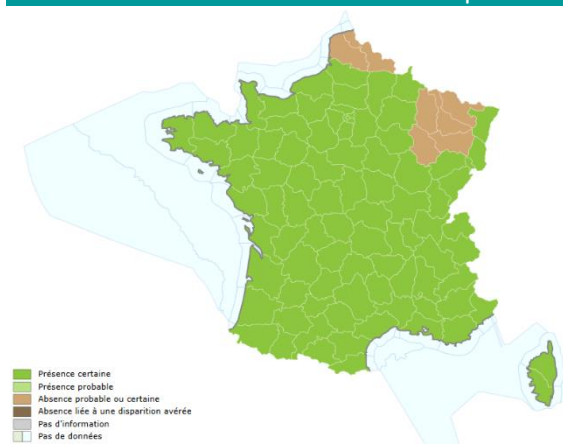 Présence certaine
Présence probable
Absence probable ou certaine
Absence liée à une disparition avérée
Pas d'information
Pas de données